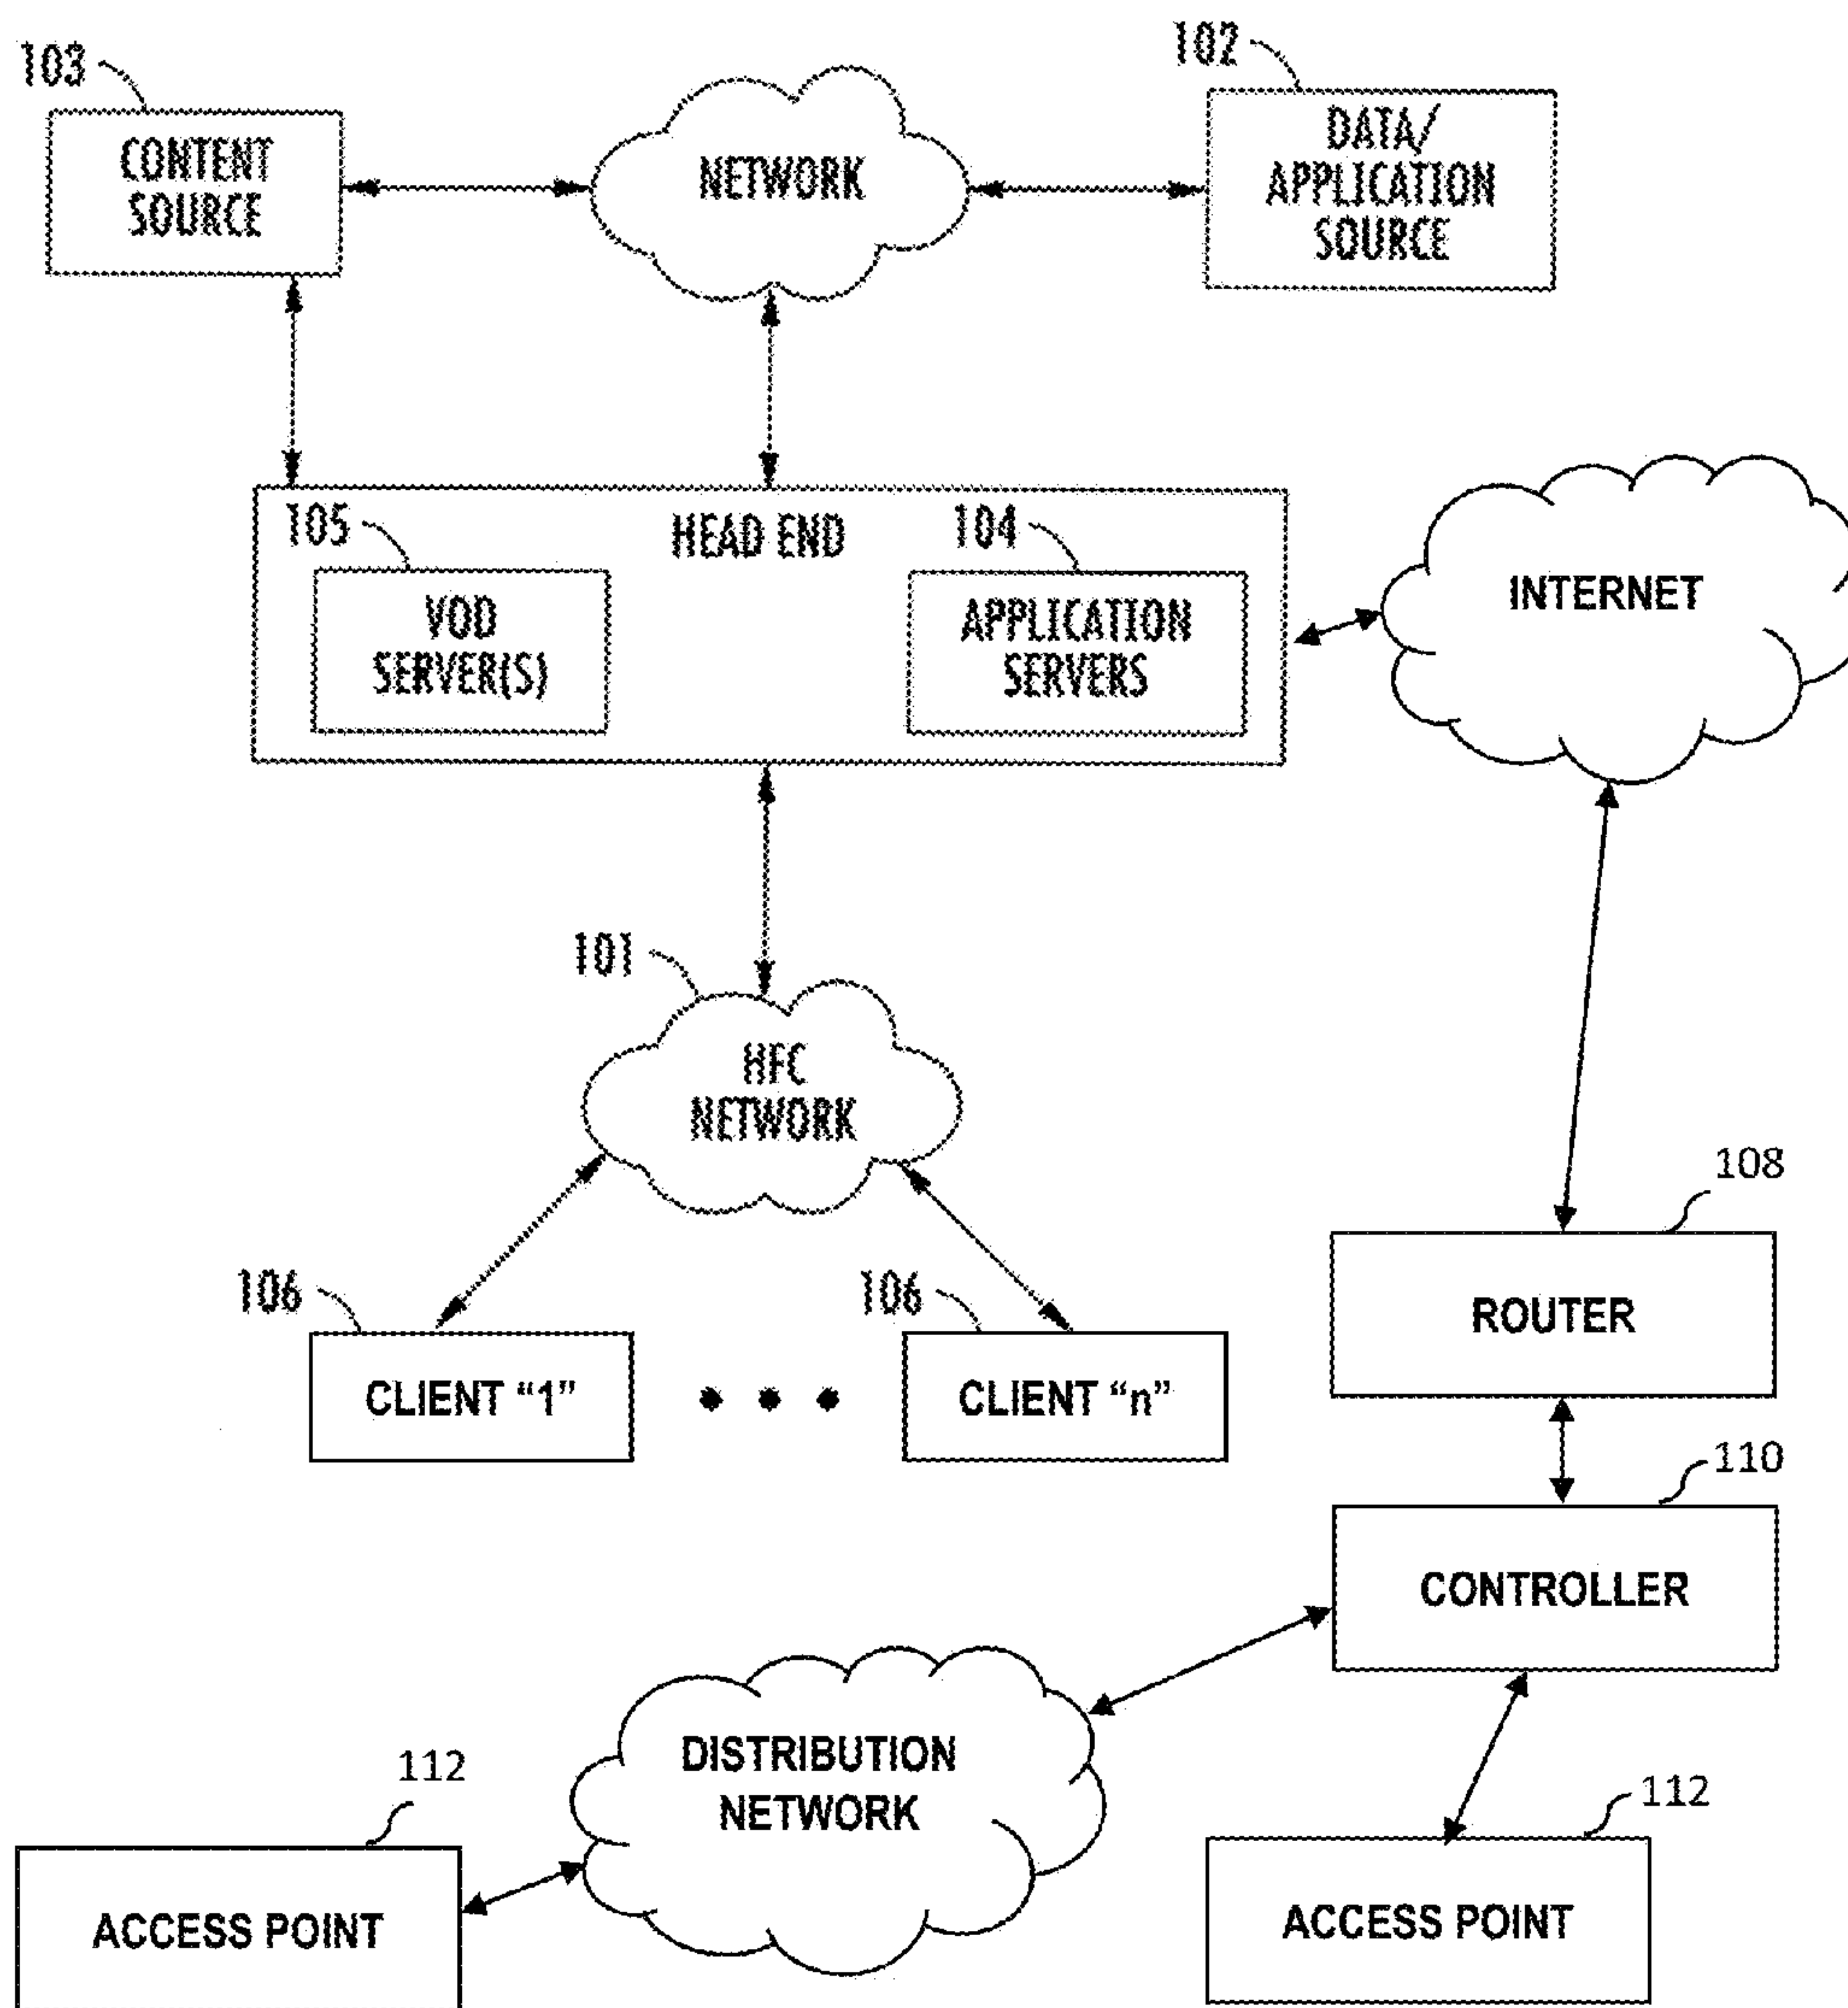 103
102
CONTENT
SOURCE
NETWORK
DATA/
APPLICATION
SOURCE
105
HEAD END
104
VOD
SERVER(S)
APPLICATION
SERVERS
INTERNET
101
HFC
NETWORK
108
ROUTER
106
106
CLIENT “1”
CLIENT “n”
110
CONTROLLER
DISTRIBUTION
NETWORK
112
112
ACCESS POINT
ACCESS POINT